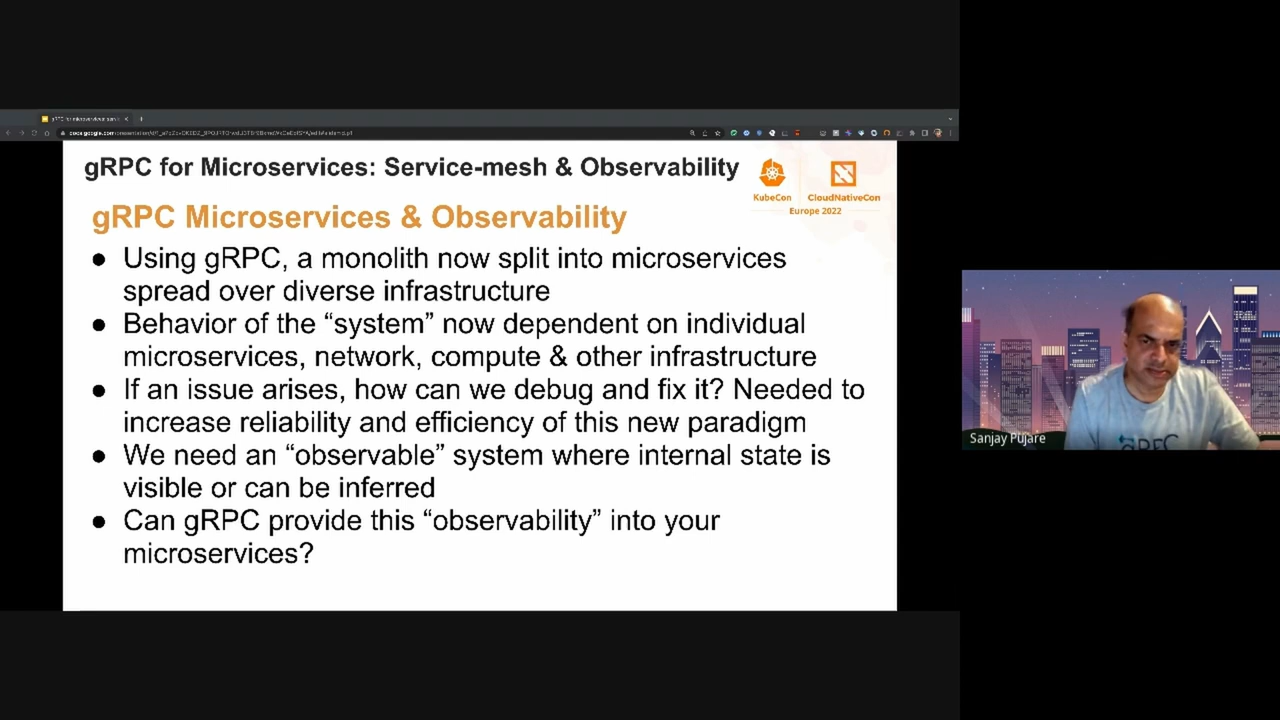 gRPC for Microservices: Service-mesh & Observability
KubeCon
CloudNativeCon
Europe 2022
gRPC Microservices & Observability
● Using gRPC, a monolith now split into microservices
spread over diverse infrastructure
● Behavior of the “system” now dependent on individual
microservices, network, compute & other infrastructure
● If an issue arises, how can we debug and fix it? Needed to
increase reliability and efficiency of this new paradigm
● We need an “observable” system where internal state is
visible or can be inferred
● Can gRPC provide this “observability” into your
microservices?
Sanjay Pujare